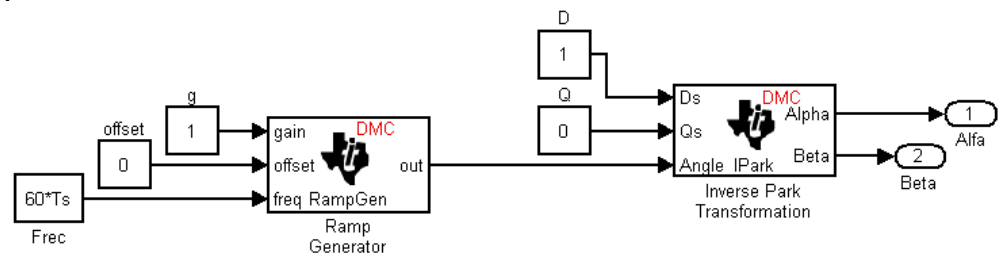 D
1
g
1
offset
0
60*Ts
Frec
gain
DMC
offset
out
freq RampGen
Ramp
Generator
Q
0
Ds
DMC
Alpha
Qs
Angle IPark
Beta
Inverse Park
Transformation
1
Alfa
2
Beta